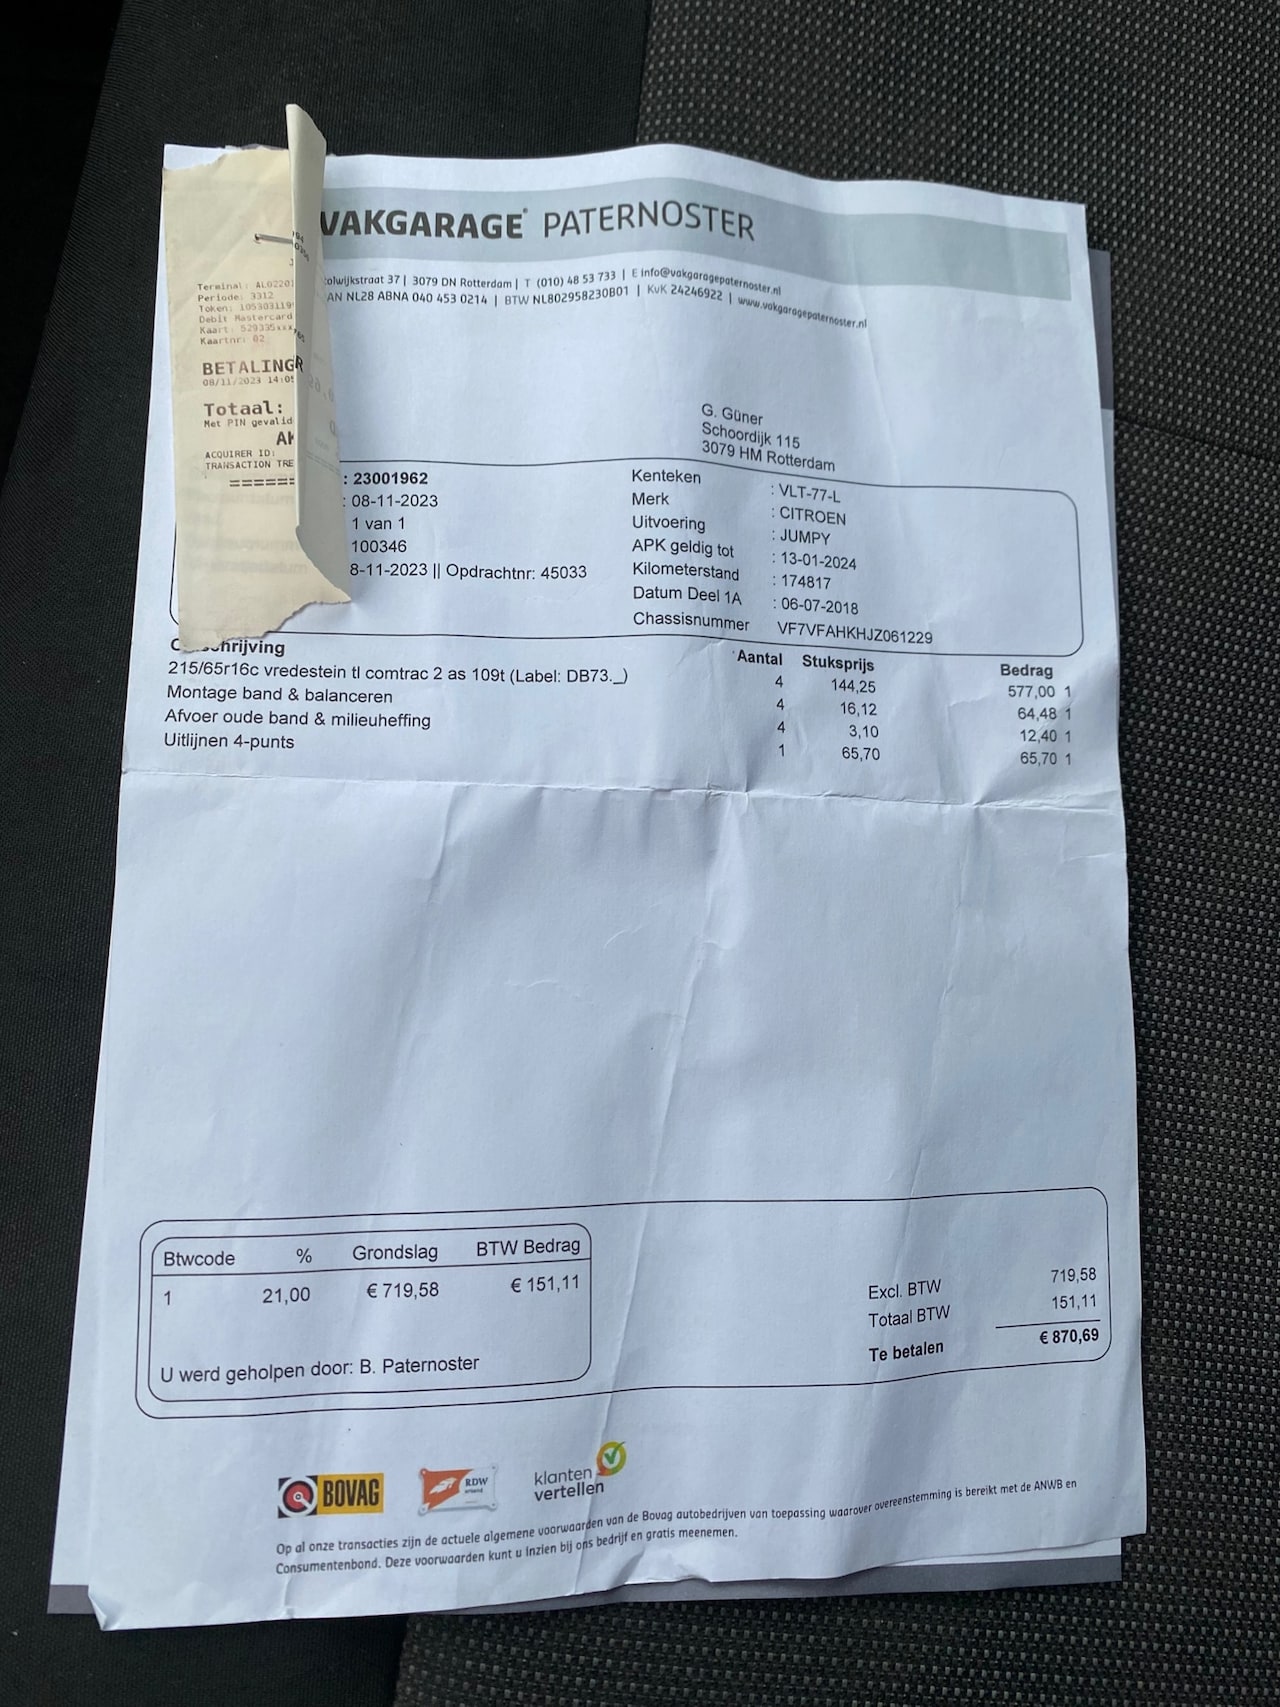 VAKGARAGE PATERNOSTER
olwijkstraat 37 | 3079 DN Rotterdam | T (010) 48 53 733 | E info@vakgaragepaternoster.nl
AN NL28 ABNA 040 453 0214 | BTW NL802958230B01 | KvK 24246922 | www.vakgaragepaternoster.nl
Terminal: AL0220
Periode: 3312
Token: 105303119
Debit Mastercard
Kaart: 529335xxx
Kaartnr: 02
BETALING
08/11/2023 14:05
Totaal:
Met PIN gevalid
ACQUIRER ID:
TRANSACTION TRE
======
G. Güner
Schoordijk 115
3079 HM Rotterdam
: 23001962
: 08-11-2023
1 van 1
100346
8-11-2023 || Opdrachtnr: 45033
Kenteken : VLT-77-L
Merk : CITROEN
Uitvoering : JUMPY
APK geldig tot : 13-01-2024
Kilometerstand : 174817
Datum Deel 1A : 06-07-2018
Chassisnummer VF7VFAHKHJZ061229
hrijving Aantal Stuksprijs Bedrag
215/65r16c vredestein tl comtrac 2 as 109t (Label: DB73._) 4 144,25 577,00 1
Montage band & balanceren 4 16,12 64,48 1
Afvoer oude band & milieuheffing 4 3,10 12,40 1
Uitlijnen 4-punts 1 65,70 65,70 1
Btwcode % Grondslag BTW Bedrag
1 21,00 € 719,58 € 151,11
U werd geholpen door: B. Paternoster
Excl. BTW 719,58
Totaal BTW 151,11
Te betalen € 870,69
BOVAG
RDW
klanten
vertellen
Op al onze transacties zijn de actuele algemene voorwaarden van de Bovag autobedrijven van toepassing waarover overeenstemming is bereikt met de ANWB en
Consumentenbond. Deze voorwaarden kunt u inzien bij ons bedrijf en gratis meenemen.